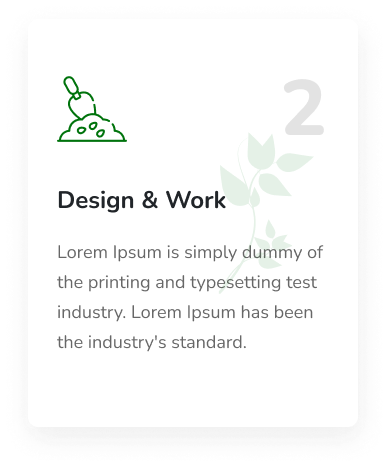 2
Design & Work
Lorem Ipsum is simply dummy of
the printing and typesetting test
industry. Lorem Ipsum has been
the industry's standard.